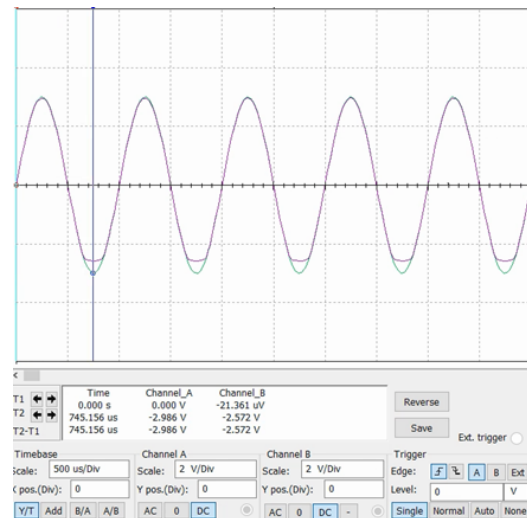 Time Channel_A Channel_B
T1 0.000 s 0.000 V -21.361 uV
T2 745.156 us -2.986 V -2.572 V
T2-T1 745.156 us -2.986 V -2.572 V
Reverse
Save
Ext. trigger
Timebase
Scale: 500 us/Div
X pos.(Div): 0
Y/T Add B/A A/B
Channel A
Scale: 2 V/Div
Y pos.(Div): 0
AC 0 DC
Channel B
Scale: 2 V/Div
Y pos.(Div): 0
AC 0 DC -
Trigger
Edge: A B Ext
Level: 0 V
Single Normal Auto None